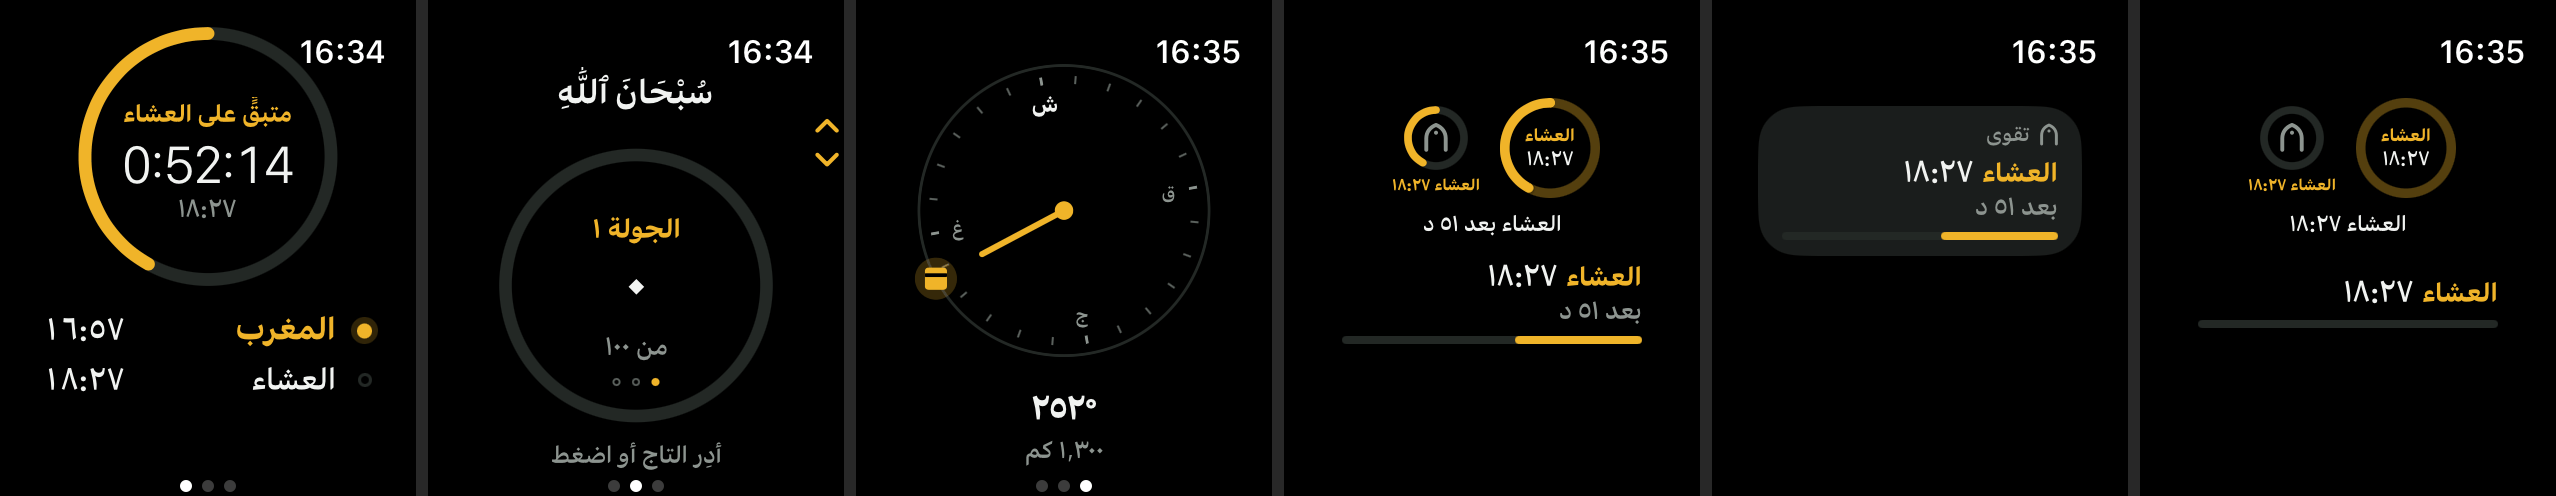 16:34
متبقٍّ على العشاء
0:52:14
١٨:٢٧
المغرب ١٦:٥٧
العشاء ١٨:٢٧
16:34
سُبْحَانَ ٱللَّهِ
الجولة ١
٠
من ١٠٠
أدِر التاج أو اضغط
16:35
ش
ق
غ
ج
٢٥٢°
١,٣٠٠ كم
16:35
العشاء
١٨:٢٧
العشاء ١٨:٢٧
العشاء بعد ٥١ د
العشاء ١٨:٢٧
بعد ٥١ د
16:35
تقوى
العشاء ١٨:٢٧
بعد ٥١ د
16:35
العشاء
١٨:٢٧
العشاء ١٨:٢٧
العشاء ١٨:٢٧
العشاء ١٨:٢٧